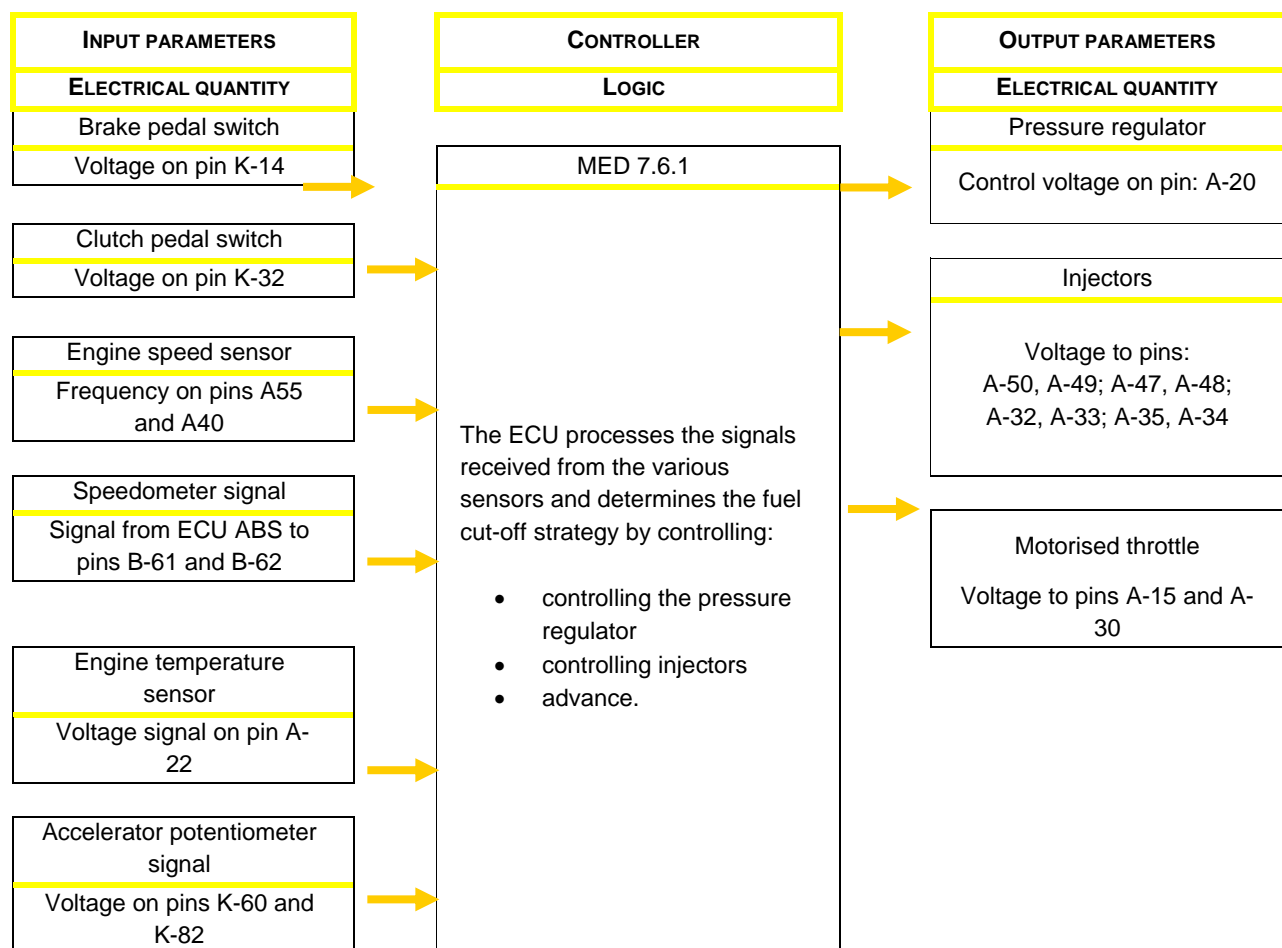 INPUT PARAMETERS
ELECTRICAL QUANTITY
Brake pedal switch
Voltage on pin K-14
Clutch pedal switch
Voltage on pin K-32
Engine speed sensor
Frequency on pins A55
and A40
Speedometer signal
Signal from ECU ABS to
pins B-61 and B-62
Engine temperature
sensor
Voltage signal on pin A-
22
Accelerator potentiometer
signal
Voltage on pins K-60 and
K-82
CONTROLLER
LOGIC
MED 7.6.1
The ECU processes the signals
received from the various
sensors and determines the fuel
cut-off strategy by controlling:
• controlling the pressure
regulator
• controlling injectors
• advance.
OUTPUT PARAMETERS
ELECTRICAL QUANTITY
Pressure regulator
Control voltage on pin: A-20
Injectors
Voltage to pins:
A-50, A-49; A-47, A-48;
A-32, A-33; A-35, A-34
Motorised throttle
Voltage to pins A-15 and A-
30